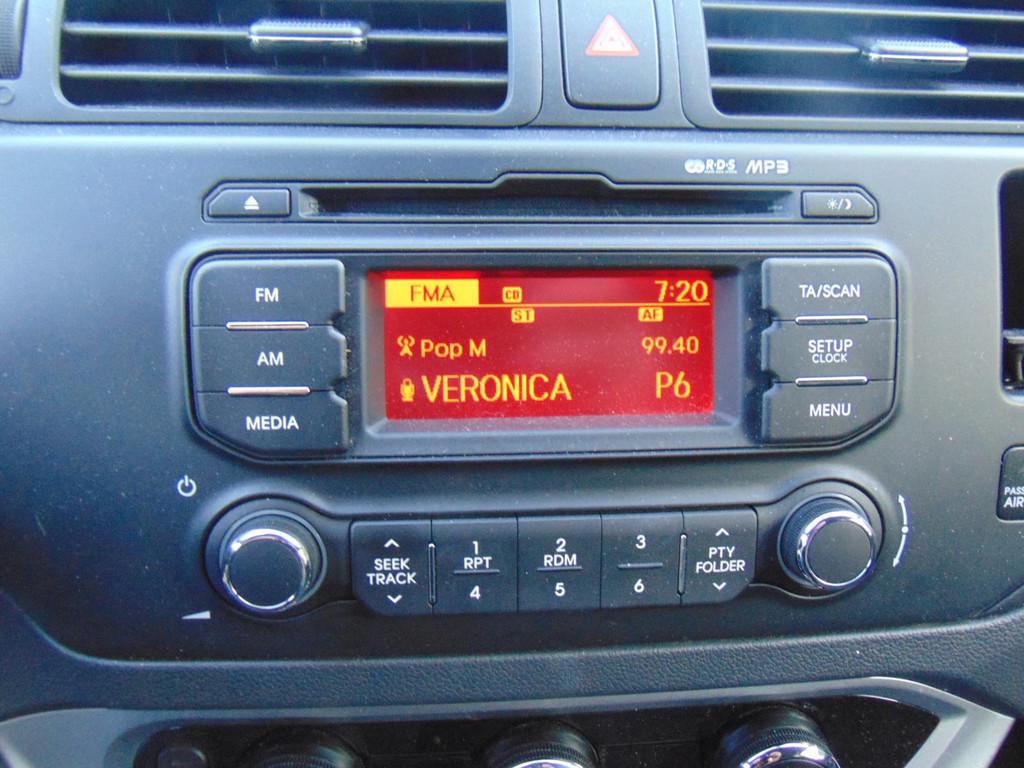 R·D·S MP3
FM
AM
MEDIA
FMA CD 7:20
ST AF
Pop M 99.40
VERONICA P6
TA/SCAN
SETUP
CLOCK
MENU
SEEK
TRACK
1
RPT
4
2
RDM
5
3
6
PTY
FOLDER
PASS
AIR